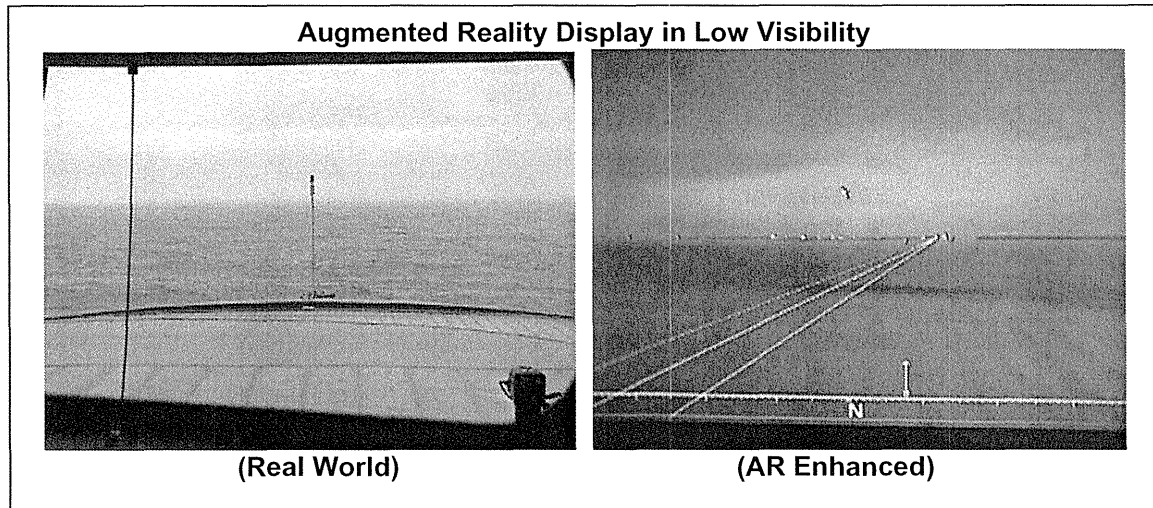 Augmented Reality Display in Low Visibility
N
(Real World)
(AR Enhanced)